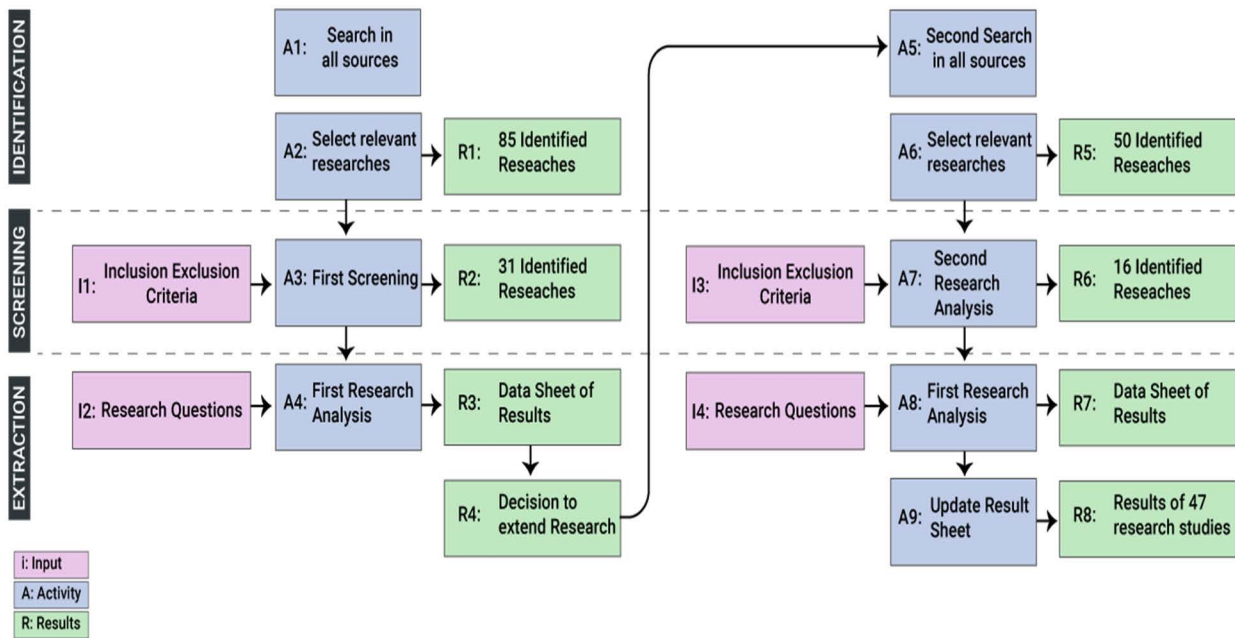 IDENTIFICATION
A1:
Search in
all sources
A5:
Second Search
in all sources
A2:
Select relevant
researches
R1:
85 Identified
Reseaches
A6:
Select relevant
researches
R5:
50 Identified
Reseaches
SCREENING
I1:
Inclusion Exclusion
Criteria
A3:
First Screening
R2:
31 Identified
Reseaches
I3:
Inclusion Exclusion
Criteria
A7:
Second
Research
Analysis
R6:
16 Identified
Reseaches
EXTRACTION
I2:
Research Questions
A4:
First Research
Analysis
R3:
Data Sheet of
Results
I4:
Research Questions
A8:
First Research
Analysis
R7:
Data Sheet of
Results
R4:
Decision to
extend Research
A9:
Update Result
Sheet
R8:
Results of 47
research studies
i: Input
A: Activity
R: Results